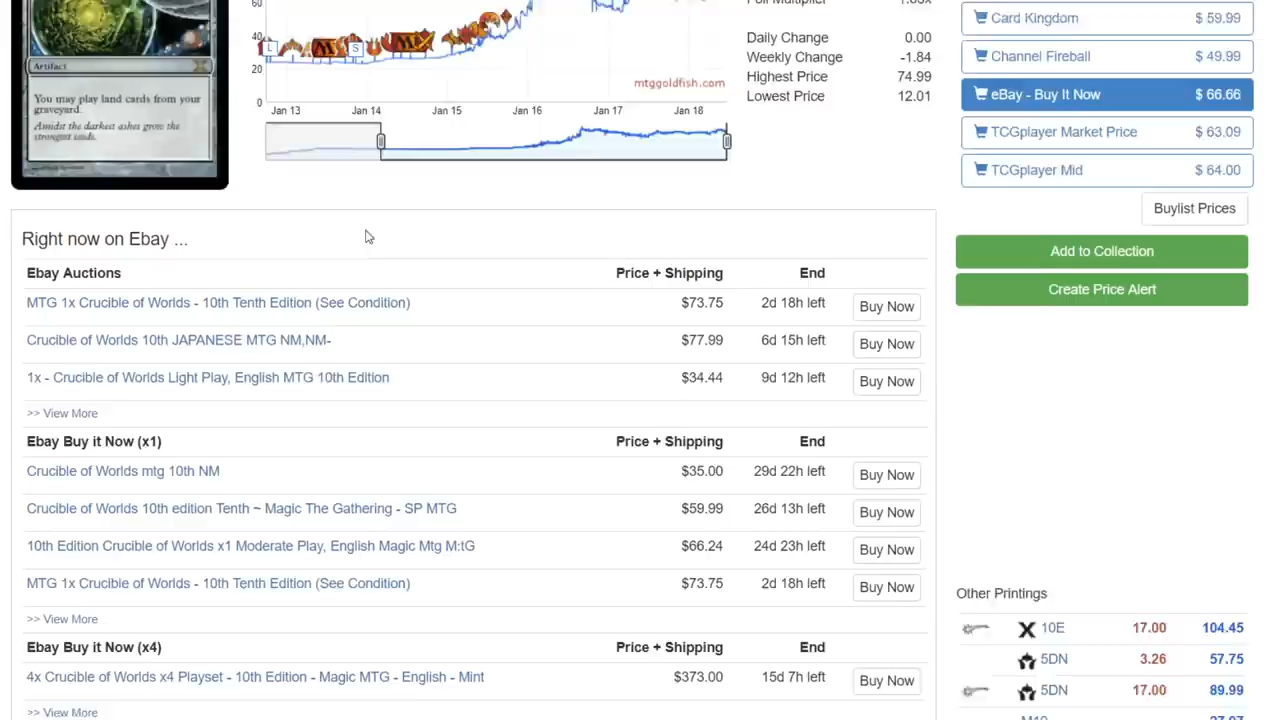 Artifact
You may play land cards from your
graveyard.
Amidst the darkest ashes grow the
strongest seeds.
60
40
20
0
L
S
Jan 13
Jan 14
Jan 15
Jan 16
Jan 17
Jan 18
mtggoldfish.com
Daily Change 0.00
Weekly Change -1.84
Highest Price 74.99
Lowest Price 12.01
Card Kingdom $ 59.99
Channel Fireball $ 49.99
eBay - Buy It Now $ 66.66
TCGplayer Market Price $ 63.09
TCGplayer Mid $ 64.00
Buylist Prices
Add to Collection
Create Price Alert
Right now on Ebay ...
Ebay Auctions Price + Shipping End
MTG 1x Crucible of Worlds - 10th Tenth Edition (See Condition) $73.75 2d 18h left Buy Now
Crucible of Worlds 10th JAPANESE MTG NM,NM- $77.99 6d 15h left Buy Now
1x - Crucible of Worlds Light Play, English MTG 10th Edition $34.44 9d 12h left Buy Now
>> View More
Ebay Buy it Now (x1) Price + Shipping End
Crucible of Worlds mtg 10th NM $35.00 29d 22h left Buy Now
Crucible of Worlds 10th edition Tenth ~ Magic The Gathering - SP MTG $59.99 26d 13h left Buy Now
10th Edition Crucible of Worlds x1 Moderate Play, English Magic Mtg M:tG $66.24 24d 23h left Buy Now
MTG 1x Crucible of Worlds - 10th Tenth Edition (See Condition) $73.75 2d 18h left Buy Now
>> View More
Ebay Buy it Now (x4) Price + Shipping End
4x Crucible of Worlds x4 Playset - 10th Edition - Magic MTG - English - Mint $373.00 15d 7h left Buy Now
>> View More
Other Printings
10E 17.00 104.45
5DN 3.26 57.75
5DN 17.00 89.99